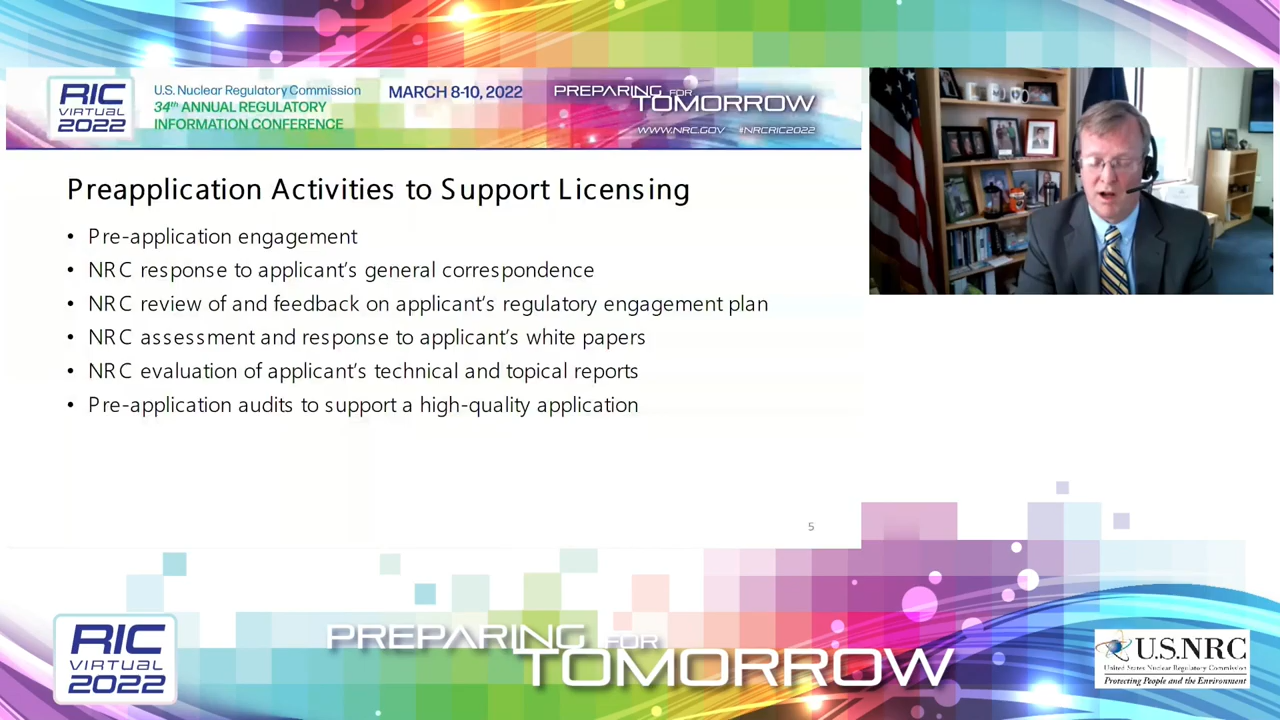 RIC
VIRTUAL
2022
U.S. Nuclear Regulatory Commission
34th ANNUAL REGULATORY
INFORMATION CONFERENCE
MARCH 8-10, 2022
PREPARING FOR
TOMORROW
WWW.NRC.GOV #NRCRIC2022
Preapplication Activities to Support Licensing
• Pre-application engagement
• NRC response to applicant's general correspondence
• NRC review of and feedback on applicant's regulatory engagement plan
• NRC assessment and response to applicant's white papers
• NRC evaluation of applicant's technical and topical reports
• Pre-application audits to support a high-quality application
5
RIC
VIRTUAL
2022
PREPARING FOR
TOMORROW
U.S.NRC
United States Nuclear Regulatory Commission
Protecting People and the Environment